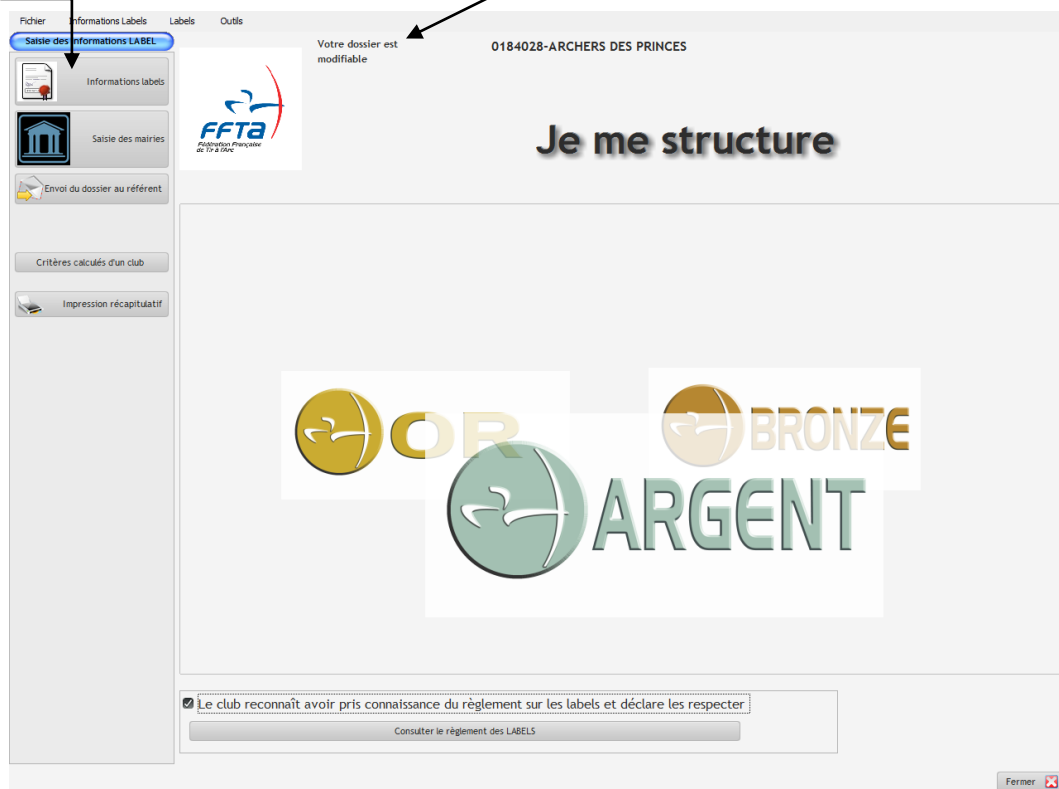 Fichier Informations Labels Labels Outils
Saisie des informations LABEL
Informations labels
Saisie des mairies
Envoi du dossier au référent
Critères calculés d'un club
Impression récapitulatif
Votre dossier est
modifiable
0184028-ARCHERS DES PRINCES
FFTA
Fédération Française
de Tir à l'Arc
Je me structure
OR
BRONZE
ARGENT
Le club reconnaît avoir pris connaissance du règlement sur les labels et déclare les respecter
Consulter le règlement des LABELS
Fermer